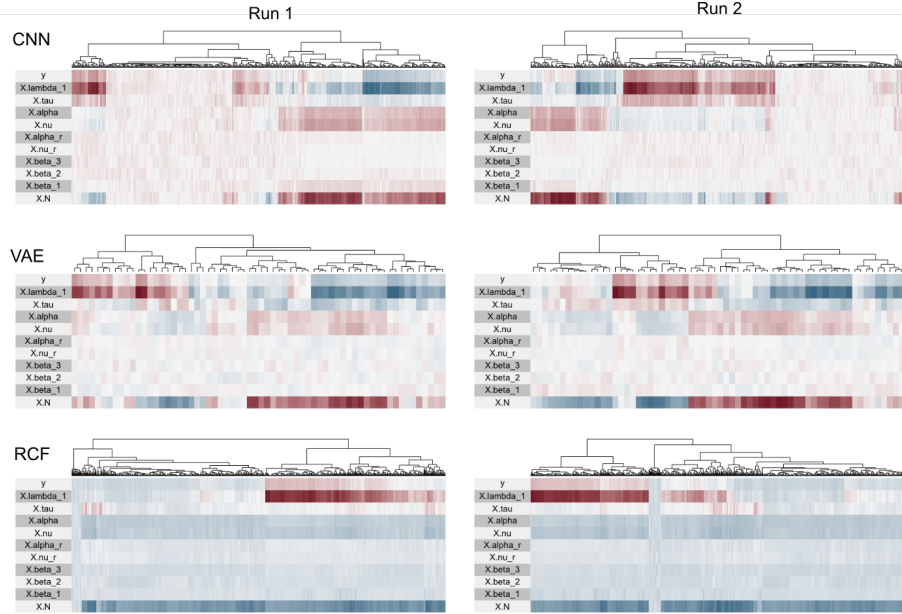 Run 1
Run 2
CNN
y
X.lambda_1
X.tau
X.alpha
X.nu
X.alpha_r
X.nu_r
X.beta_3
X.beta_2
X.beta_1
X.N
y
X.lambda_1
X.tau
X.alpha
X.nu
X.alpha_r
X.nu_r
X.beta_3
X.beta_2
X.beta_1
X.N
VAE
y
X.lambda_1
X.tau
X.alpha
X.nu
X.alpha_r
X.nu_r
X.beta_3
X.beta_2
X.beta_1
X.N
y
X.lambda_1
X.tau
X.alpha
X.nu
X.alpha_r
X.nu_r
X.beta_3
X.beta_2
X.beta_1
X.N
RCF
y
X.lambda_1
X.tau
X.alpha
X.nu
X.alpha_r
X.nu_r
X.beta_3
X.beta_2
X.beta_1
X.N
y
X.lambda_1
X.tau
X.alpha
X.nu
X.alpha_r
X.nu_r
X.beta_3
X.beta_2
X.beta_1
X.N